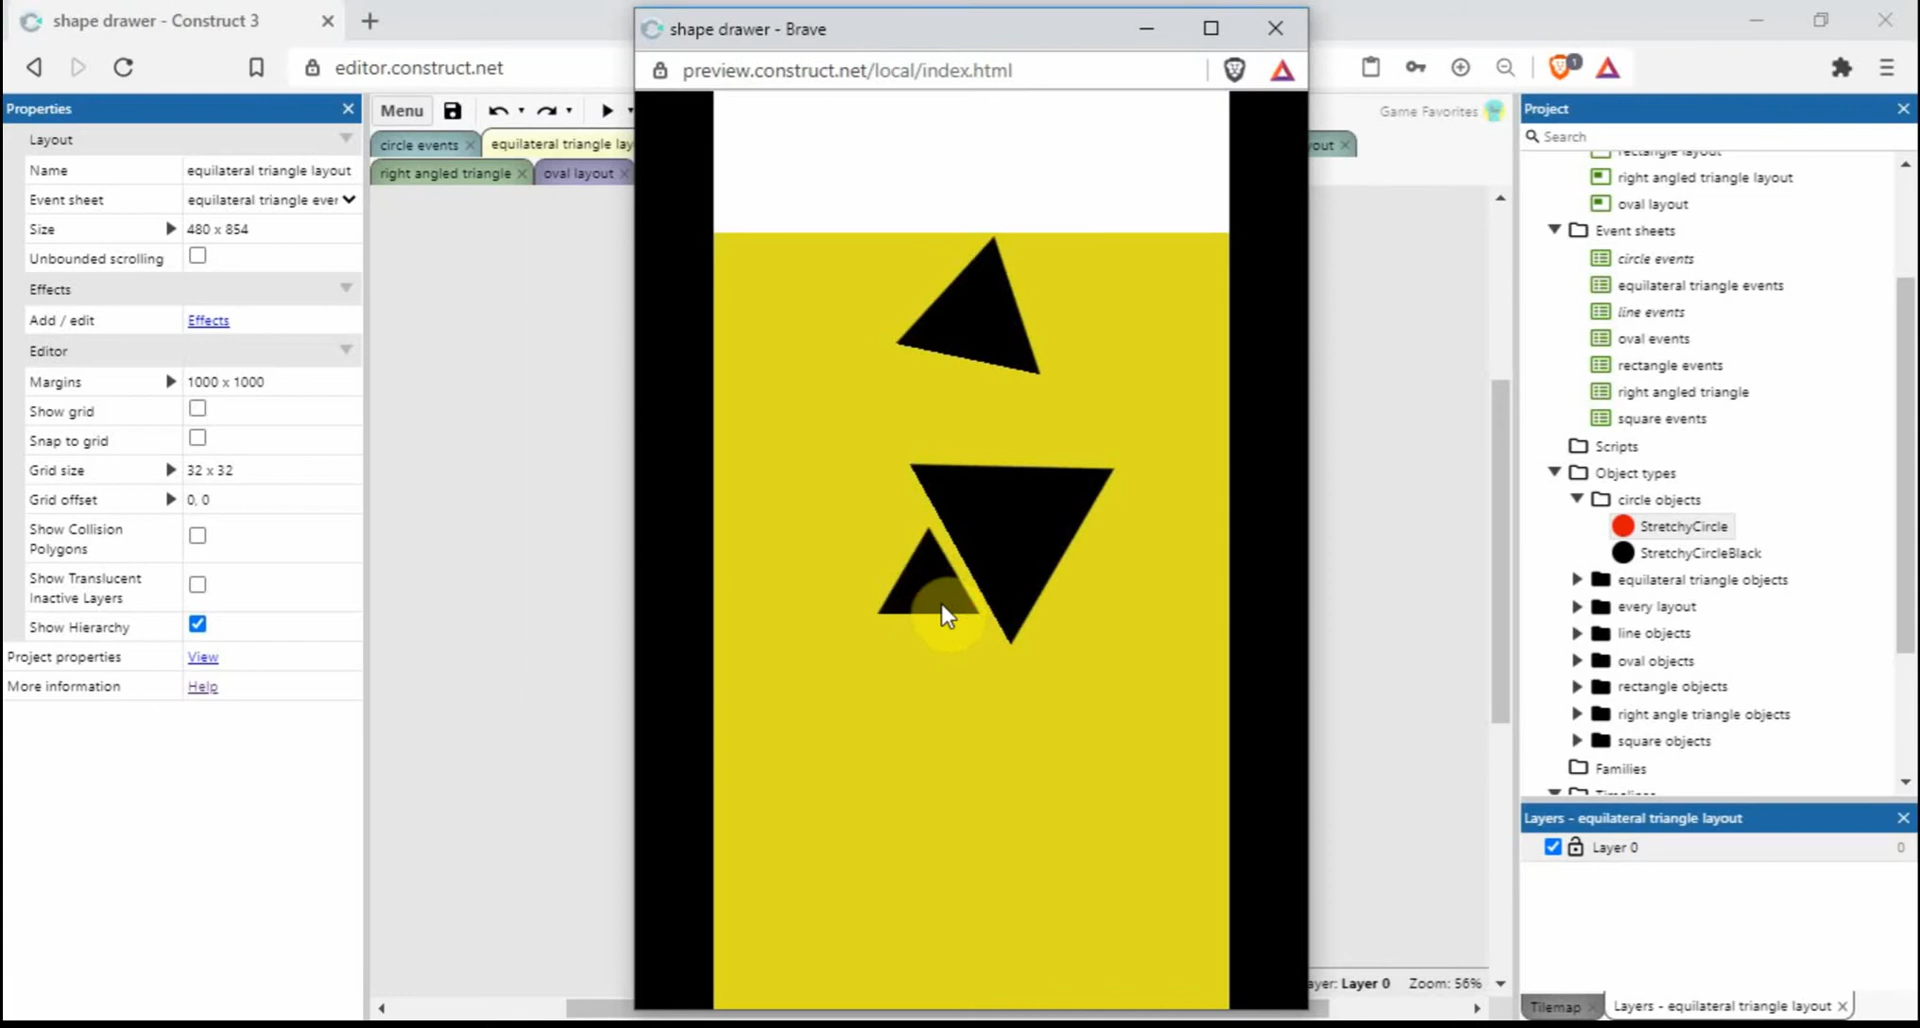 shape drawer - Construct 3
editor.construct.net
shape drawer - Brave
preview.construct.net/local/index.html
1
Properties
Layout
Name equilateral triangle layout
Event sheet equilateral triangle ever
Size 480 x 854
Unbounded scrolling
Effects
Add / edit Effects
Editor
Margins 1000 x 1000
Show grid
Snap to grid
Grid size 32 x 32
Grid offset 0, 0
Show Collision
Polygons
Show Translucent
Inactive Layers
Show Hierarchy
Project properties View
More information Help
Menu
circle events
equilateral triangle lay
right angled triangle
oval layout
Game Favorites
out
ayer: Layer 0 Zoom: 56%
Project
Search
rectangle layout
right angled triangle layout
oval layout
Event sheets
circle events
equilateral triangle events
line events
oval events
rectangle events
right angled triangle
square events
Scripts
Object types
circle objects
StretchyCircle
StretchyCircleBlack
equilateral triangle objects
every layout
line objects
oval objects
rectangle objects
right angle triangle objects
square objects
Families
Timelines
Layers - equilateral triangle layout
Layer 0 0
Tilemap
Layers - equilateral triangle layout